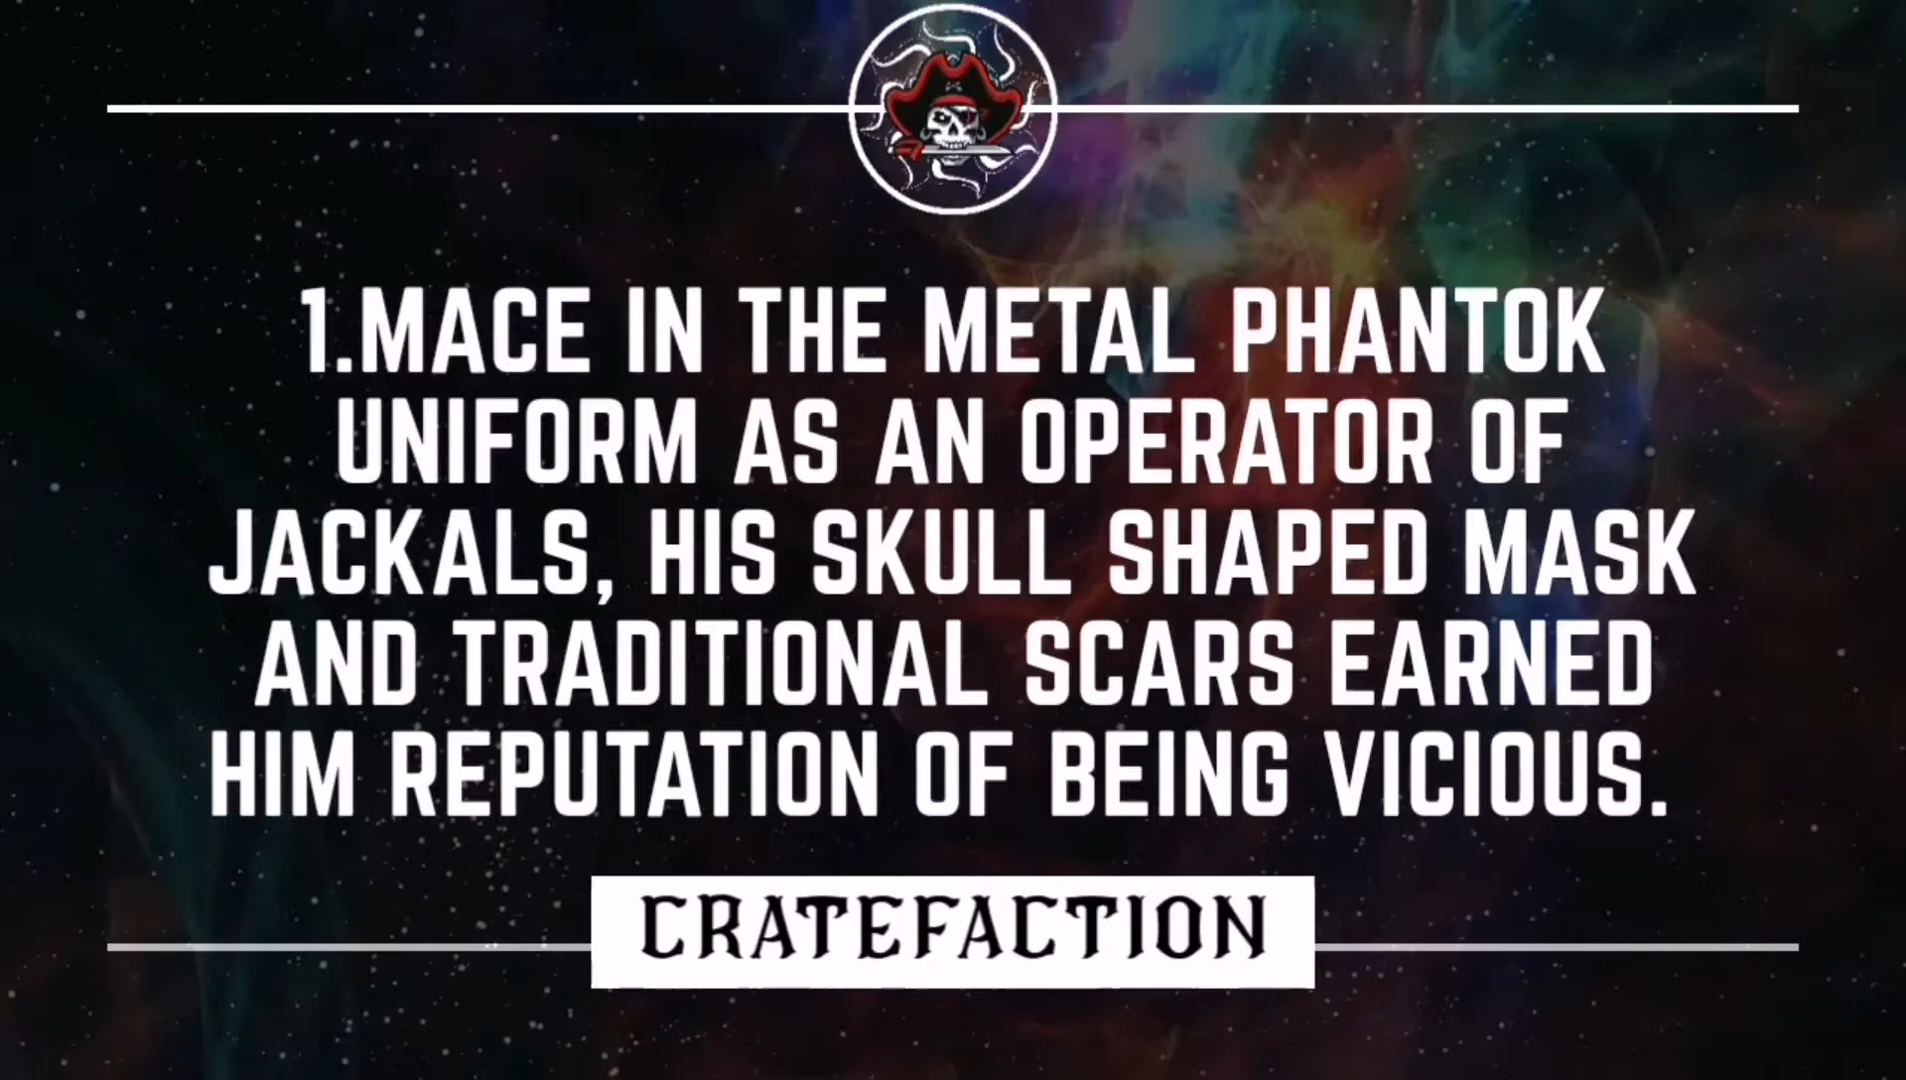 1.MACE IN THE METAL PHANTOK
UNIFORM AS AN OPERATOR OF
JACKALS, HIS SKULL SHAPED MASK
AND TRADITIONAL SCARS EARNED
HIM REPUTATION OF BEING VICIOUS.
CRATEFACTION